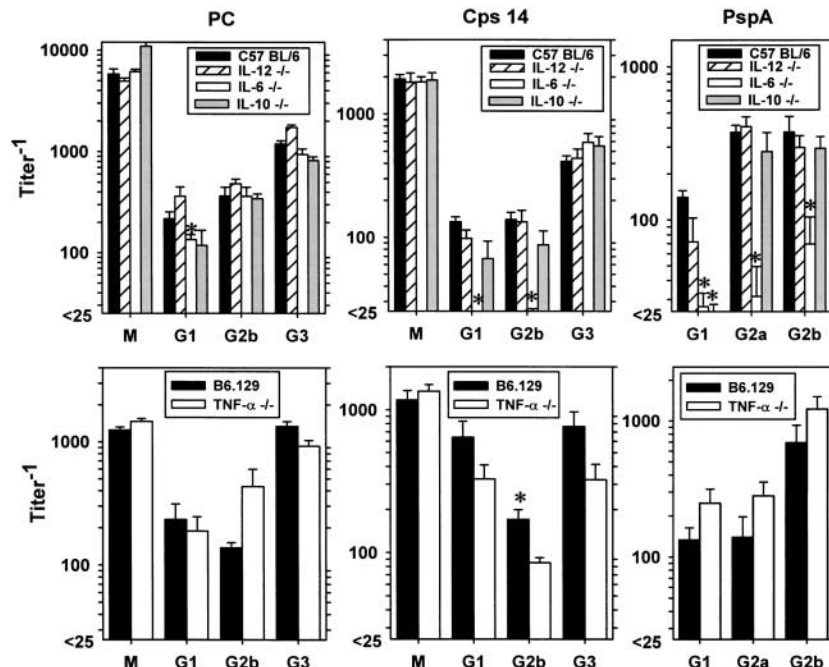 PC
Cps 14
PspA
Titer-1
10000
1000
100
<25
C57 BL/6
IL-12 -/-
IL-6 -/-
IL-10 -/-
*
M G1 G2b G3
1000
100
<25
C57 BL/6
IL-12 -/-
IL-6 -/-
IL-10 -/-
* *
M G1 G2b G3
1000
100
<25
C57 BL/6
IL-12 -/-
IL-6 -/-
IL-10 -/-
* * * *
G1 G2a G2b
Titer-1
1000
100
<25
B6.129
TNF-α -/-
M G1 G2b G3
1000
100
<25
B6.129
TNF-α -/-
*
M G1 G2b G3
1000
100
<25
B6.129
TNF-α -/-
G1 G2a G2b